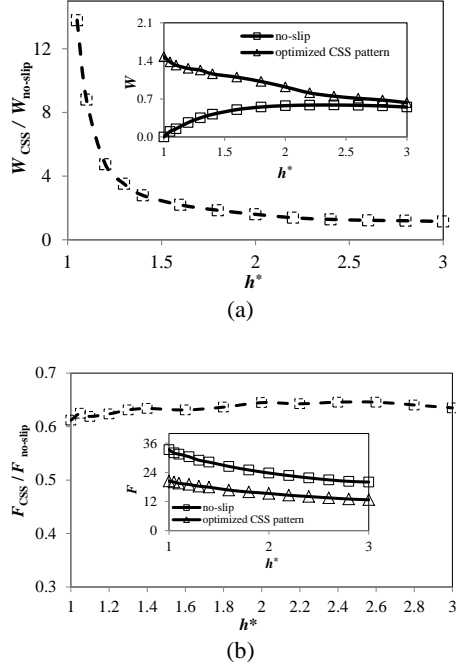 W_CSS / W_no-slip
16
12
8
4
0
1
1.5
2
2.5
3
h*
W
2.1
1.4
0.7
0.0
1
1.5
2
2.5
3
h*
no-slip
optimized CSS pattern
(a)
F_CSS / F_no-slip
0.7
0.6
0.5
0.4
0.3
1 1.2 1.4 1.6 1.8 2 2.2 2.4 2.6 2.8 3
h*
F
36
24
12
0
1 2 3
h*
no-slip
optimized CSS pattern
(b)